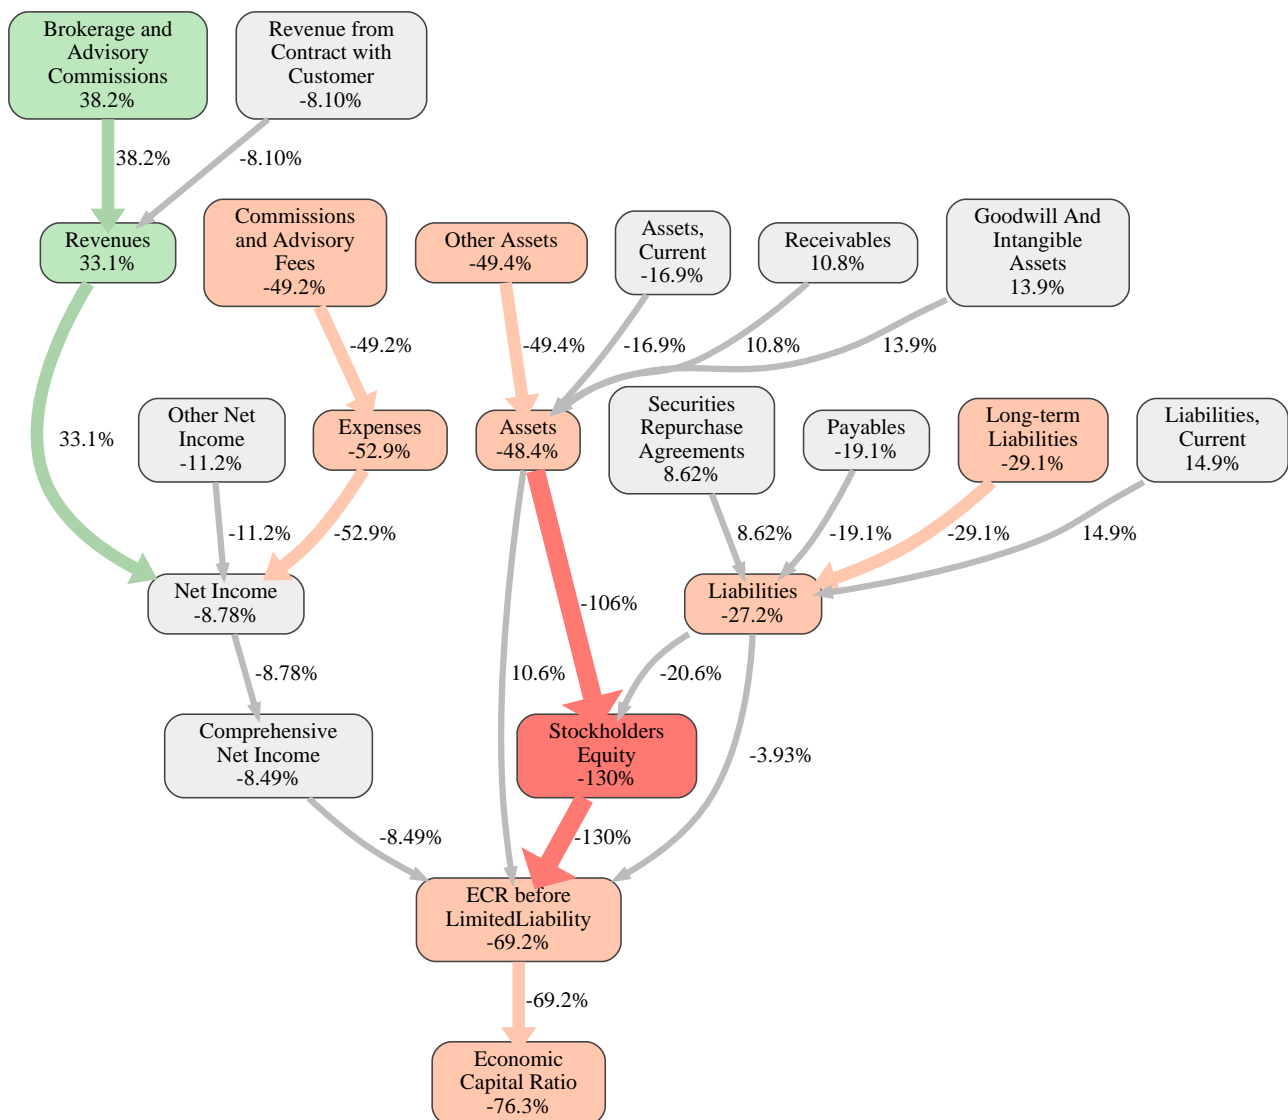 Brokerage and
Advisory
Commissions
38.2%
Revenue from
Contract with
Customer
-8.10%
38.2%
-8.10%
Revenues
33.1%
Commissions
and Advisory
Fees
-49.2%
Other Assets
-49.4%
Assets,
Current
-16.9%
Receivables
10.8%
Goodwill And
Intangible
Assets
13.9%
-49.2%
-49.4%
-16.9%
10.8%
13.9%
33.1%
Other Net
Income
-11.2%
Expenses
-52.9%
Assets
-48.4%
Securities
Repurchase
Agreements
8.62%
Payables
-19.1%
Long-term
Liabilities
-29.1%
Liabilities,
Current
14.9%
-11.2%
-52.9%
8.62%
-19.1%
-29.1%
14.9%
Net Income
-8.78%
-106%
Liabilities
-27.2%
-8.78%
10.6%
-20.6%
Comprehensive
Net Income
-8.49%
Stockholders
Equity
-130%
-3.93%
-8.49%
-130%
ECR before
LimitedLiability
-69.2%
-69.2%
Economic
Capital Ratio
-76.3%